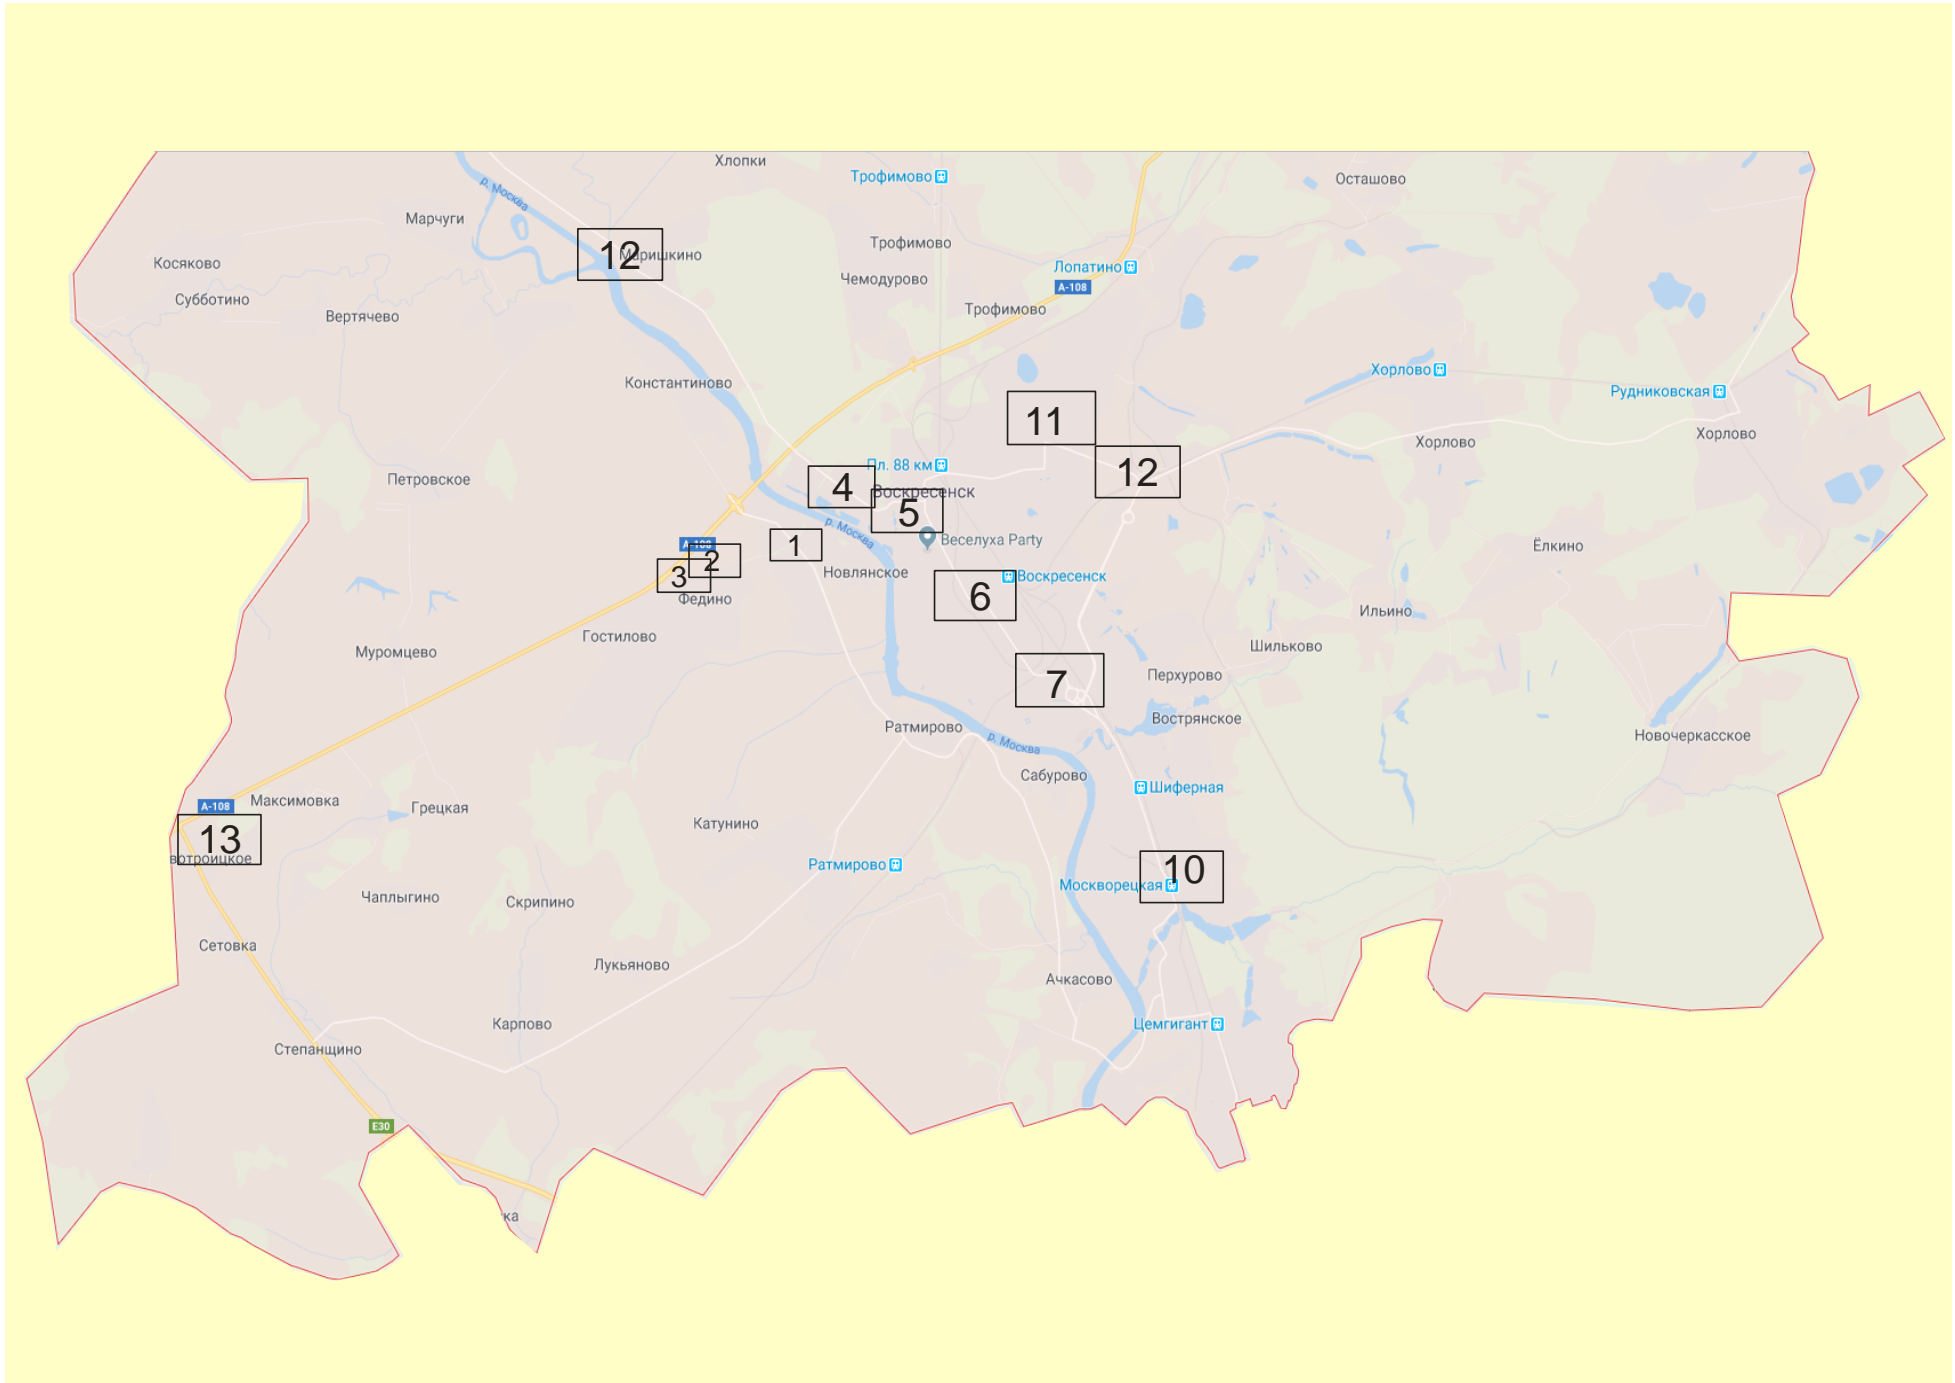 Хлопки
Трофимово
Осташово
р. Москва
Марчуги
Трофимово
12
Маришкино
Косяково
Лопатино
Чемодурово
А-108
Субботино
Трофимово
Вертячево
Хорлово
Константиново
Рудниковская
11
Хорлово
Хорлово
Пл. 88 км
12
Петровское
4
Воскресенск
5
р. Москва
Веселуха Party
А-108
1
Ёлкино
2
3
Новлянское
Воскресенск
Федино
6
Ильино
Гостилово
Шильково
Муромцево
7
Перхурово
Вострянское
Ратмирово
р. Москва
Новочеркасское
Сабурово
Шиферная
А-108
Максимовка
Грецкая
Катунино
13
вотроицкое
Ратмирово
10
Москворецкая
Чаплыгино
Скрипино
Сетовка
Лукьяново
Ачкасово
Карпово
Цемгигант
Степанщино
E30
ка